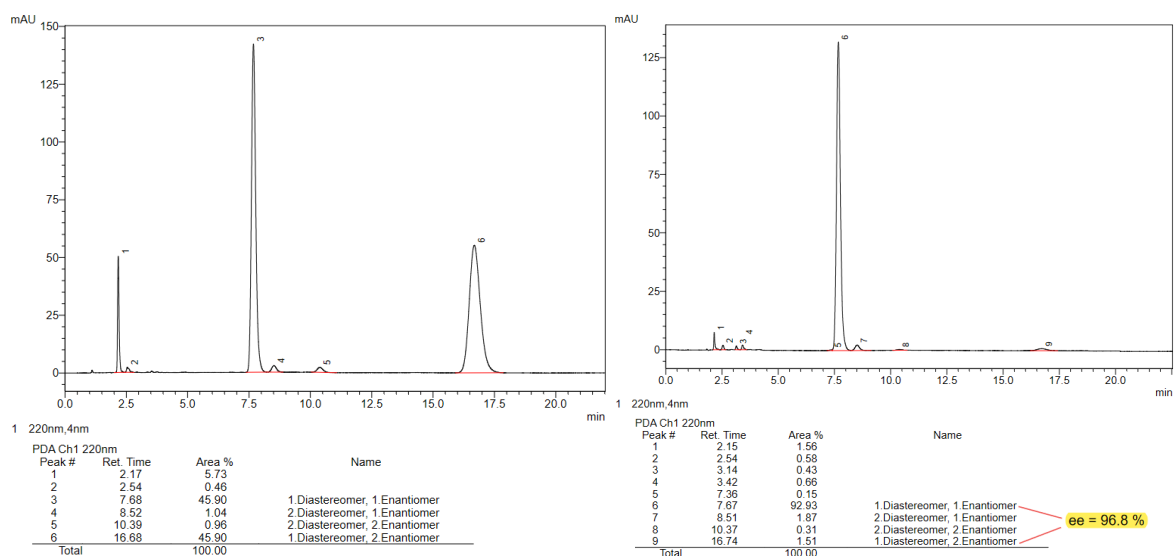 mAU
150
125
100
75
50
25
0
1
2
3
4
5
6
0.0 2.5 5.0 7.5 10.0 12.5 15.0 17.5 20.0
min
1 220nm,4nm
PDA Ch1 220nm
Peak # Ret. Time Area % Name
1 2.17 5.73
2 2.54 0.46
3 7.68 45.90 1.Diastereomer, 1.Enantiomer
4 8.52 1.04 2.Diastereomer, 1.Enantiomer
5 10.39 0.96 2.Diastereomer, 2.Enantiomer
6 16.68 45.90 1.Diastereomer, 2.Enantiomer
Total 100.00
mAU
125
100
75
50
25
0
1
2
3
4
5
6
7
8
9
0.0 2.5 5.0 7.5 10.0 12.5 15.0 17.5 20.0
min
1 220nm,4nm
PDA Ch1 220nm
Peak # Ret. Time Area % Name
1 2.15 1.56
2 2.54 0.58
3 3.14 0.43
4 3.42 0.66
5 7.36 0.15
6 7.67 92.93 1.Diastereomer, 1.Enantiomer
7 8.51 1.87 2.Diastereomer, 1.Enantiomer
8 10.37 0.31 2.Diastereomer, 2.Enantiomer
9 16.74 1.51 1.Diastereomer, 2.Enantiomer
Total 100.00
ee = 96.8 %